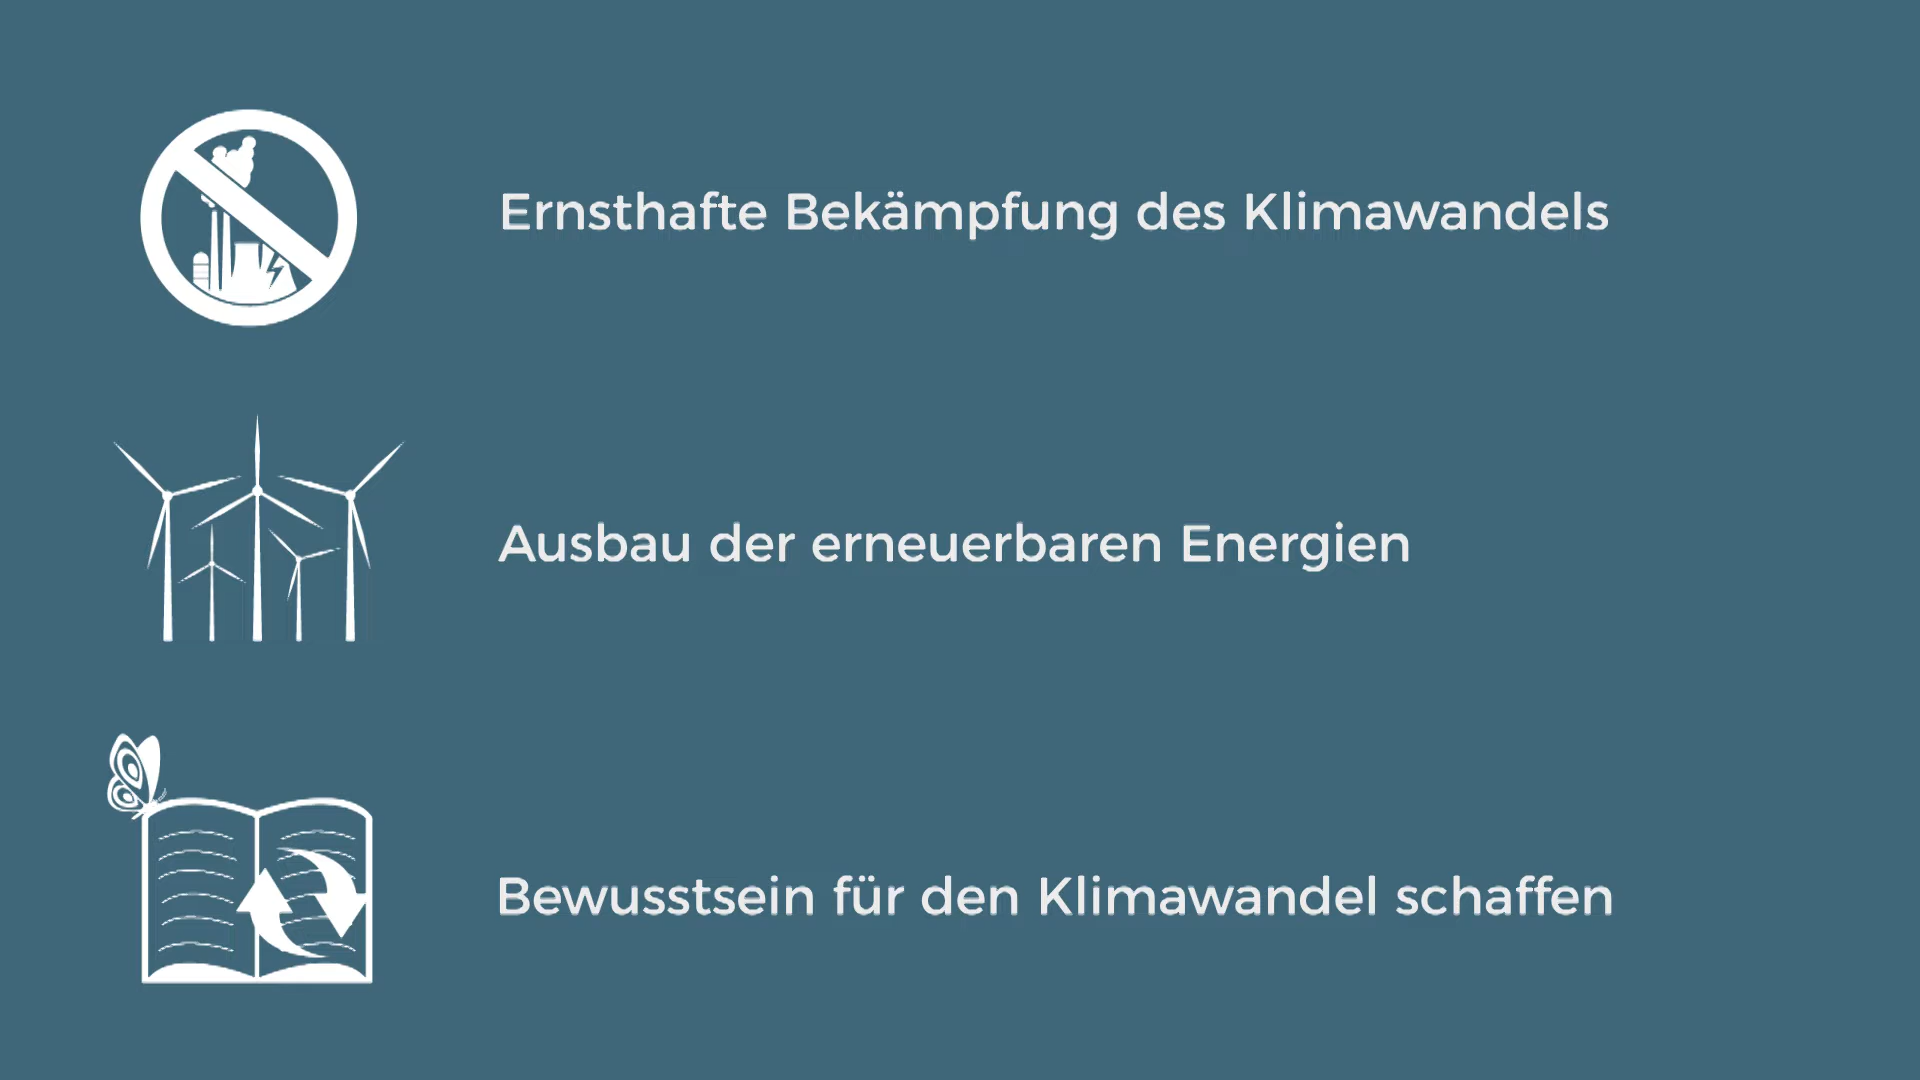 Ernsthafte Bekämpfung des Klimawandels
Ausbau der erneuerbaren Energien
Bewusstsein für den Klimawandel schaffen